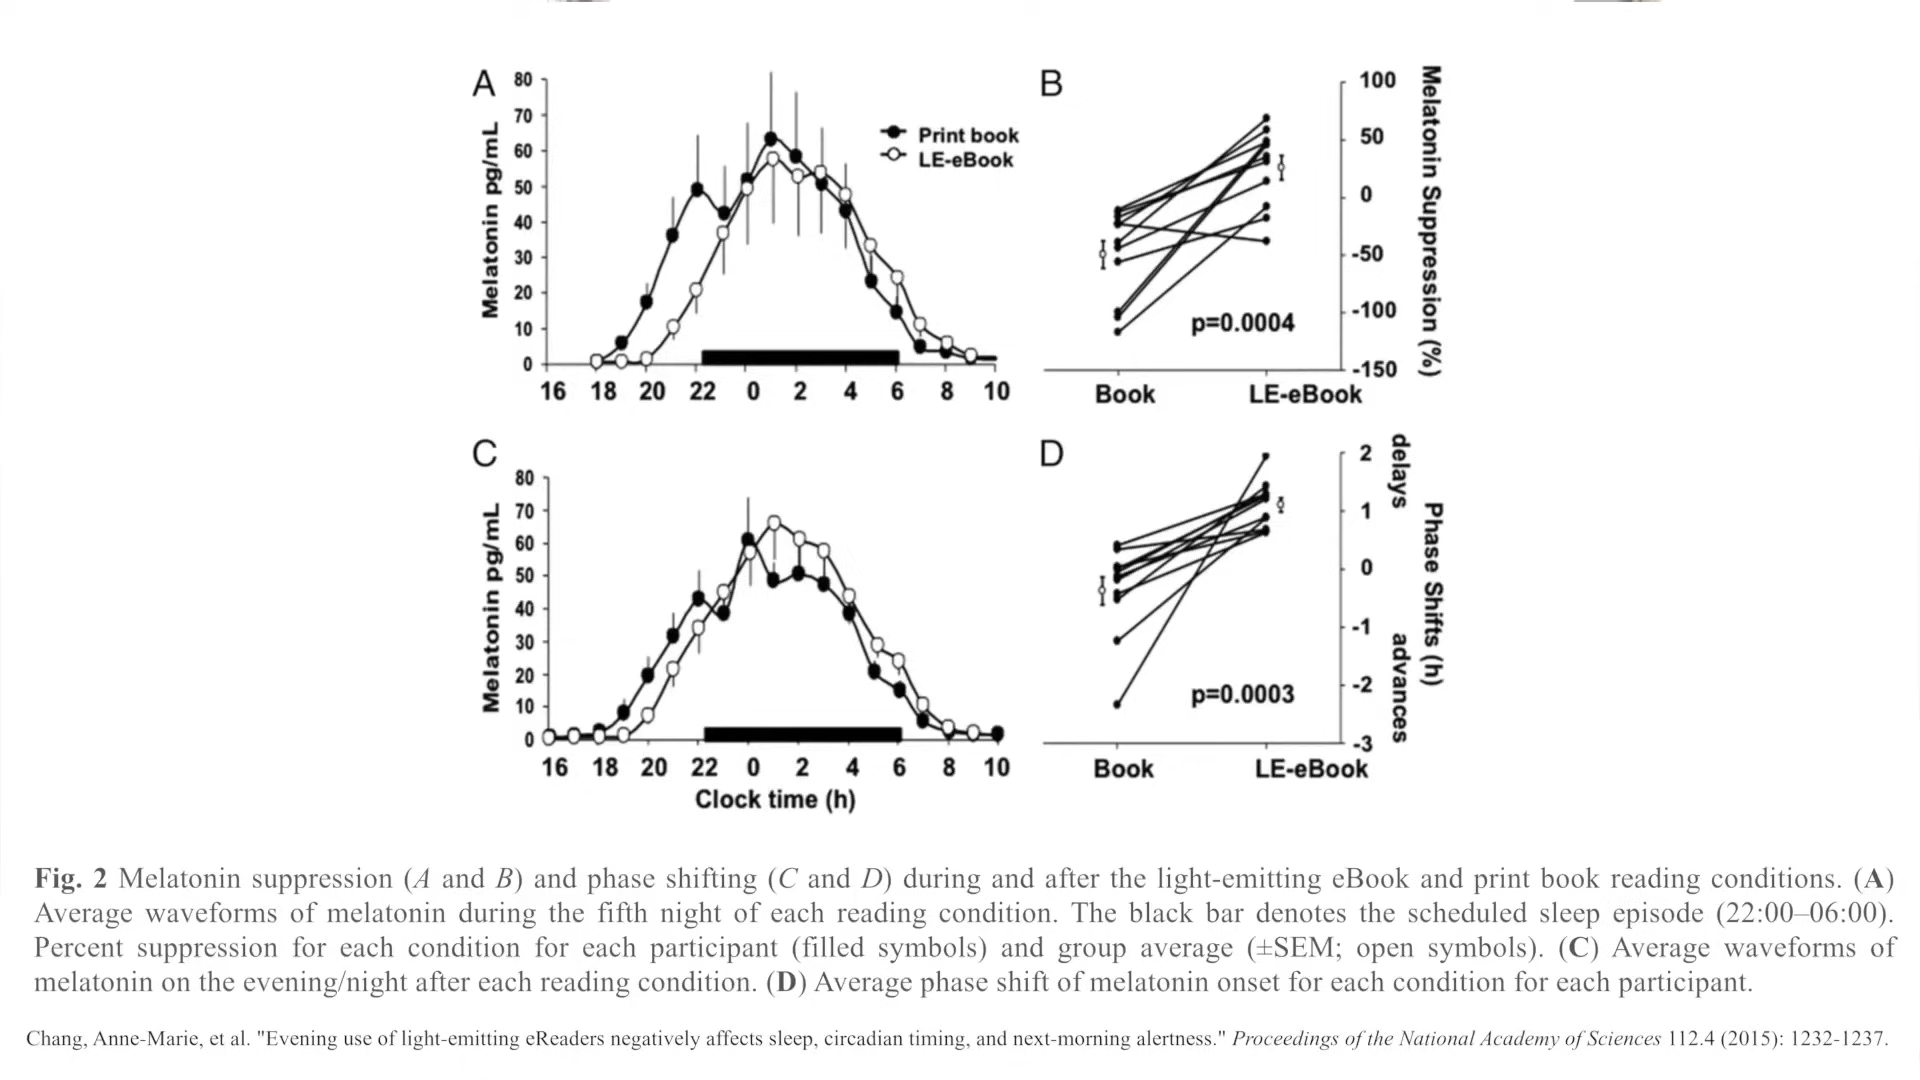 A
80
70
60
50
40
30
20
10
0
Melatonin pg/mL
Print book
LE-eBook
16 18 20 22 0 2 4 6 8 10
B
100
50
0
-50
-100
-150
Melatonin Suppression (%)
p=0.0004
Book LE-eBook
C
80
70
60
50
40
30
20
10
0
Melatonin pg/mL
16 18 20 22 0 2 4 6 8 10
Clock time (h)
D
2
1
0
-1
-2
-3
delays
advances
Phase Shifts (h)
p=0.0003
Book LE-eBook
Fig. 2 Melatonin suppression (A and B) and phase shifting (C and D) during and after the light-emitting eBook and print book reading conditions. (A)
Average waveforms of melatonin during the fifth night of each reading condition. The black bar denotes the scheduled sleep episode (22:00–06:00).
Percent suppression for each condition for each participant (filled symbols) and group average (±SEM; open symbols). (C) Average waveforms of
melatonin on the evening/night after each reading condition. (D) Average phase shift of melatonin onset for each condition for each participant.
Chang, Anne-Marie, et al. "Evening use of light-emitting eReaders negatively affects sleep, circadian timing, and next-morning alertness." Proceedings of the National Academy of Sciences 112.4 (2015): 1232-1237.